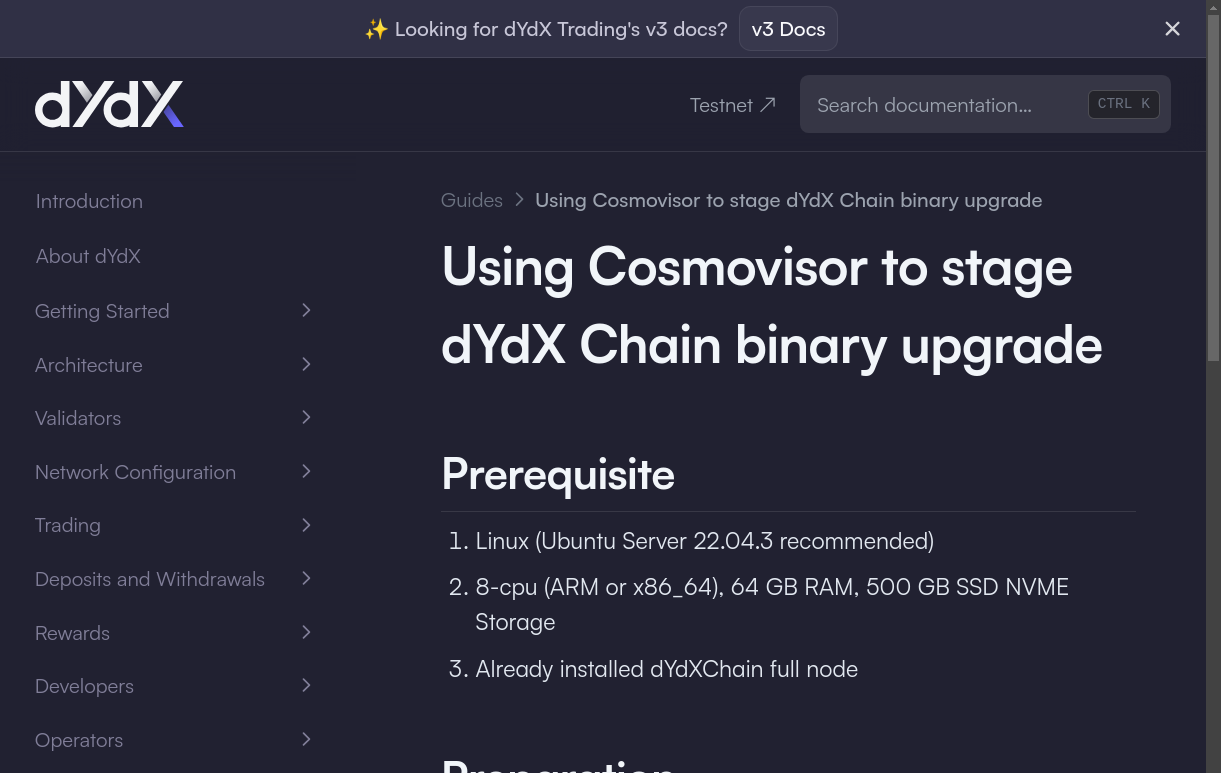 ✨ Looking for dYdX Trading's v3 docs? v3 Docs
dYdX
Testnet ↗
Search documentation…
CTRL K
Introduction
About dYdX
Getting Started
Architecture
Validators
Network Configuration
Trading
Deposits and Withdrawals
Rewards
Developers
Operators
Guides > Using Cosmovisor to stage dYdX Chain binary upgrade
Using Cosmovisor to stage
dYdX Chain binary upgrade
Prerequisite
1. Linux (Ubuntu Server 22.04.3 recommended)
2. 8-cpu (ARM or x86_64), 64 GB RAM, 500 GB SSD NVME
Storage
3. Already installed dYdXChain full node
Preparation